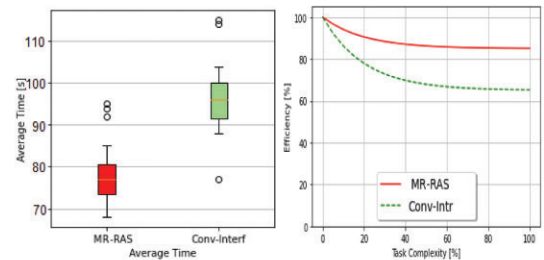 Average Time [s]
110
100
90
80
70
MR-RAS
Conv-Interf
Average Time
Efficiency [%]
100
80
60
40
20
0
MR-RAS
Conv-Intr
0
20
40
60
80
100
Task Complexity [%]